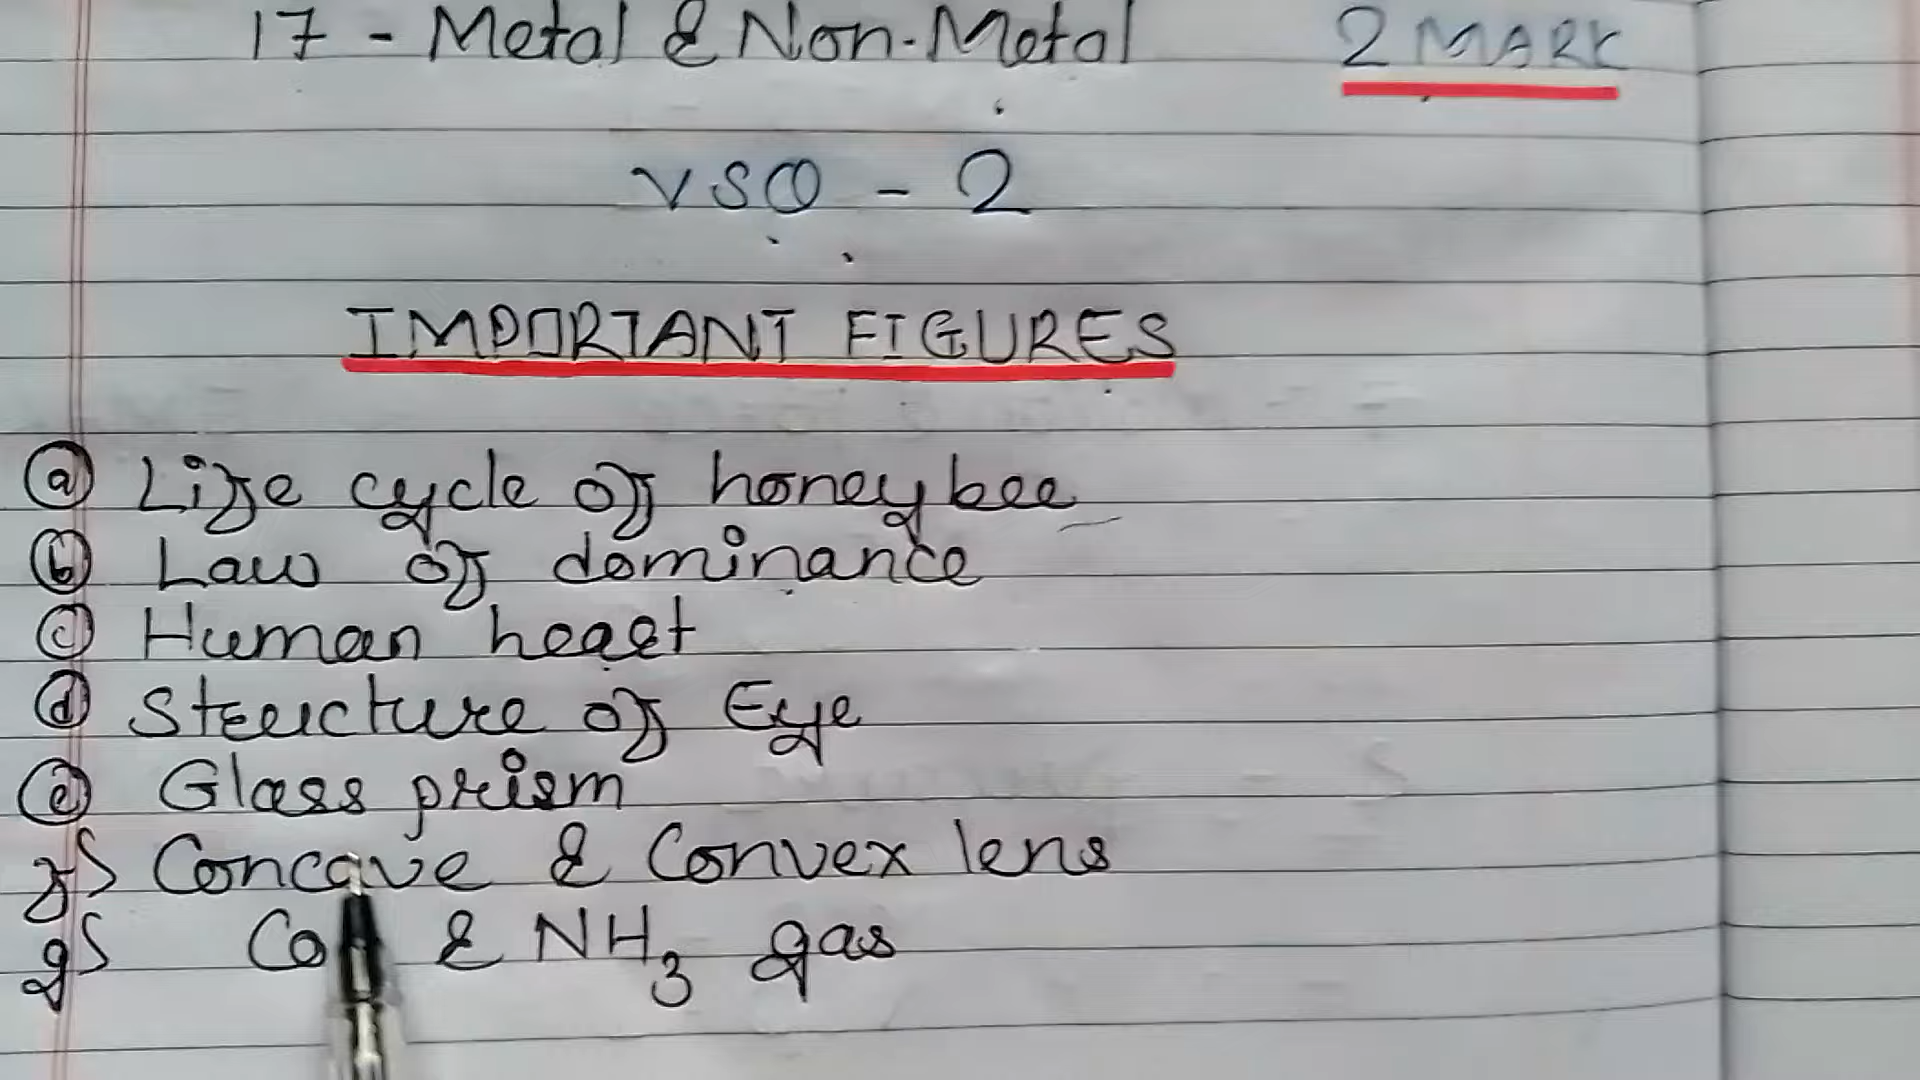 17 - Metal & Non-Metal 2 MARK
VSQ - 2
IMPORTANT FIGURES
(a) Life cycle of honeybee
(b) Law of dominance
(c) Human heart
(d) Structure of Eye
(e) Glass prism
f) Concave & Convex lens
g) & NH3 gas